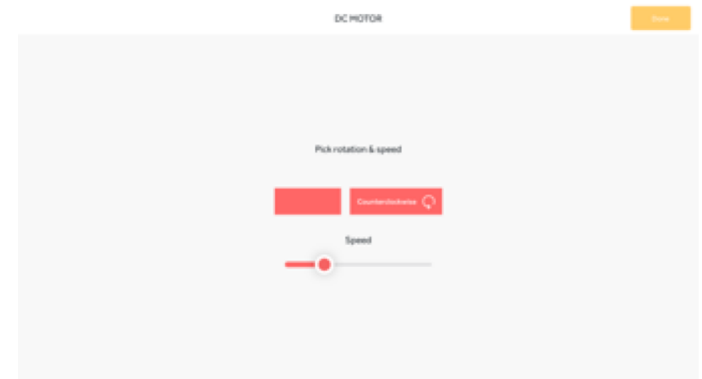 DC MOTOR
Done
Pick rotation & speed
Counterclockwise
Speed